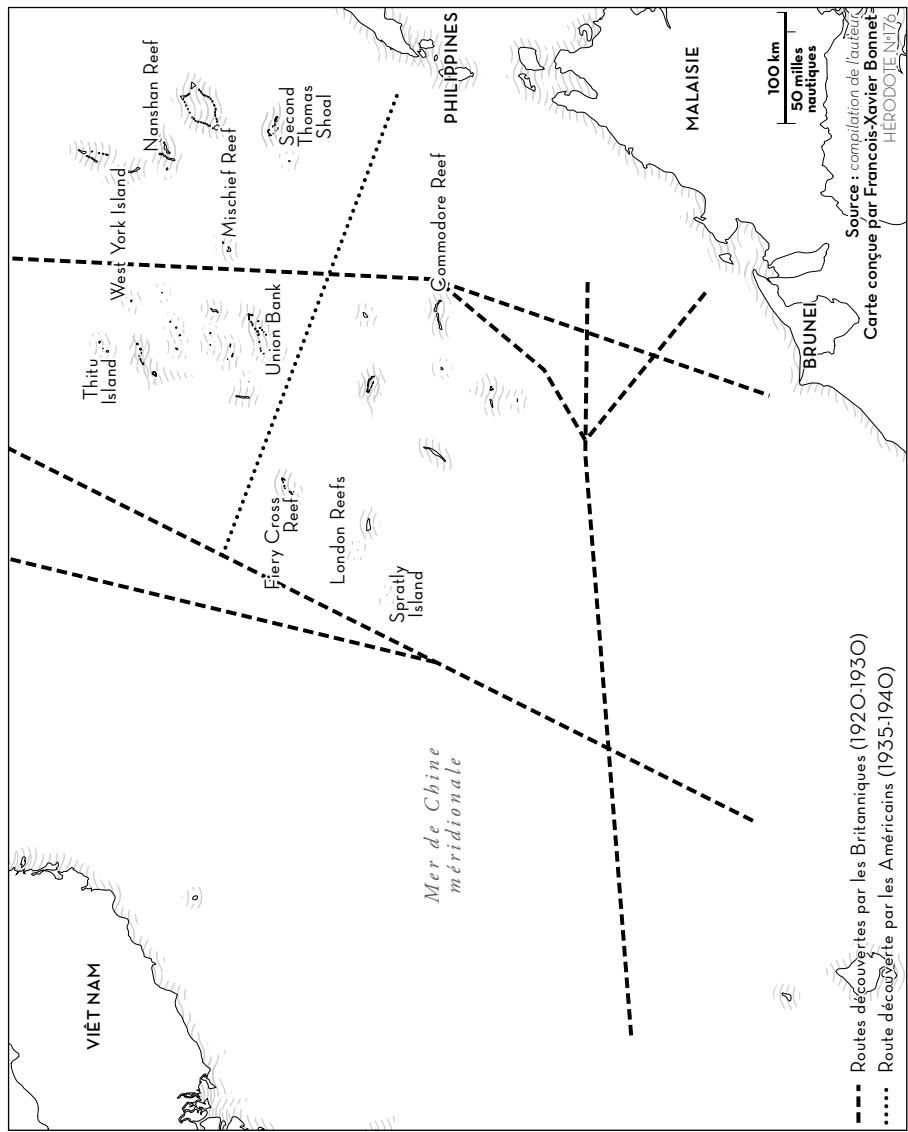 VIÊT NAM
Thitu
Island
West York Island
Nanshan Reef
Mischief Reef
Union Bank
Second
Thomas
Shoal
Fiery Cross
Reef
London Reefs
Spratly
Island
Commodore Reef
PHILIPPINES
Mer de Chine
méridionale
MALAISIE
BRUNEI
100 km
50 milles
nautiques
Routes découvertes par les Britanniques (1920-1930)
Route découverte par les Américains (1935-1940)
Source : compilation de l'auteur
Carte conçue par Francois-Xavier Bonnet
HÉRODOTE N°176